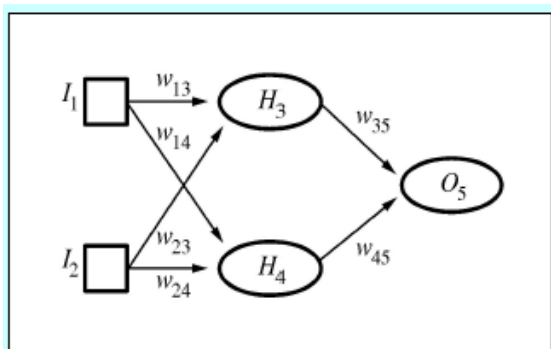 I₁ w₁₃ H₃
w₁₄ w₃₅
O₅
w₂₃
I₂ w₂₄ H₄ w₄₅